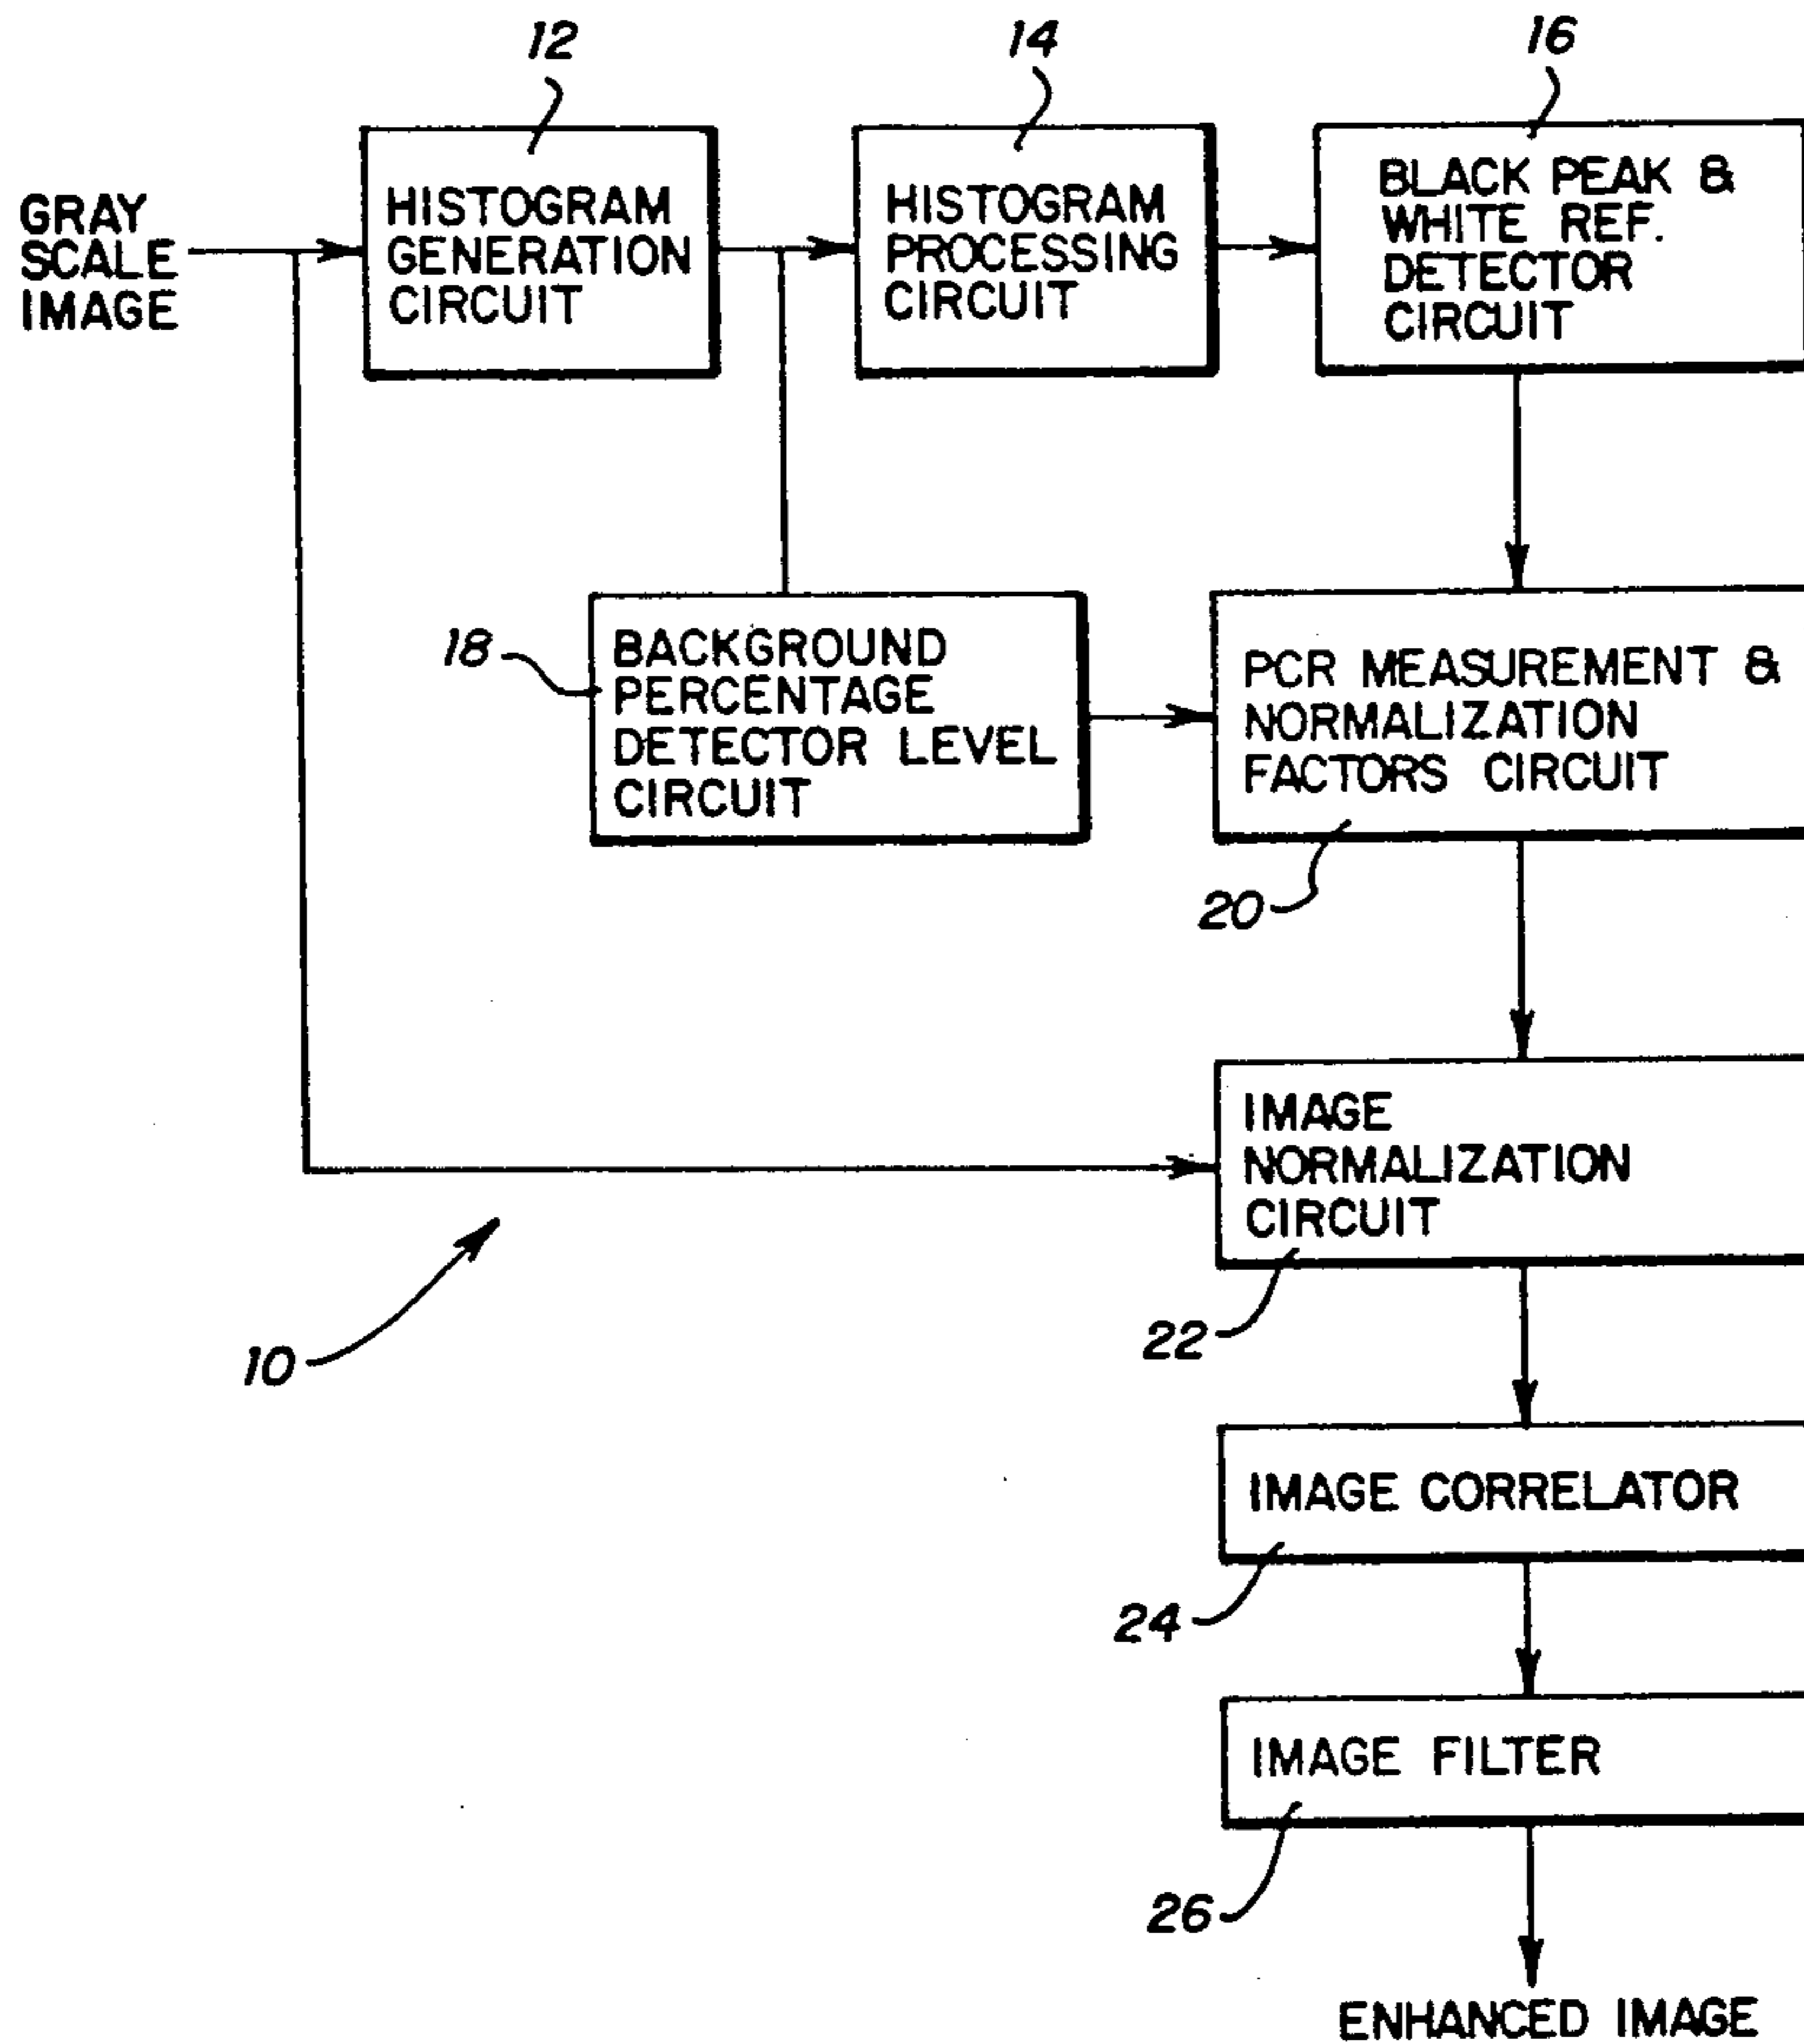 12
14
16
GRAY
SCALE
IMAGE
HISTOGRAM
GENERATION
CIRCUIT
HISTOGRAM
PROCESSING
CIRCUIT
BLACK PEAK &
WHITE REF.
DETECTOR
CIRCUIT
18
BACKGROUND
PERCENTAGE
DETECTOR LEVEL
CIRCUIT
PCR MEASUREMENT &
NORMALIZATION
FACTORS CIRCUIT
20
IMAGE
NORMALIZATION
CIRCUIT
22
10
IMAGE CORRELATOR
24
IMAGE FILTER
26
ENHANCED IMAGE